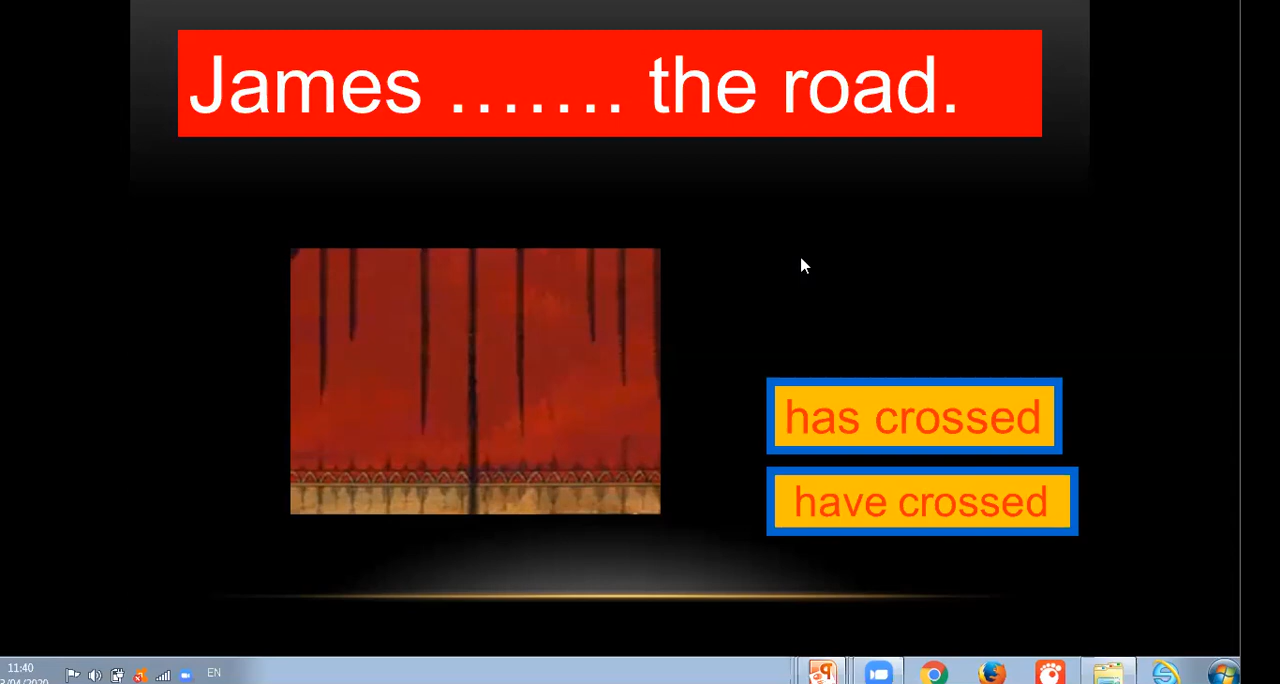 James ……. the road.
has crossed
have crossed
11:40
EN